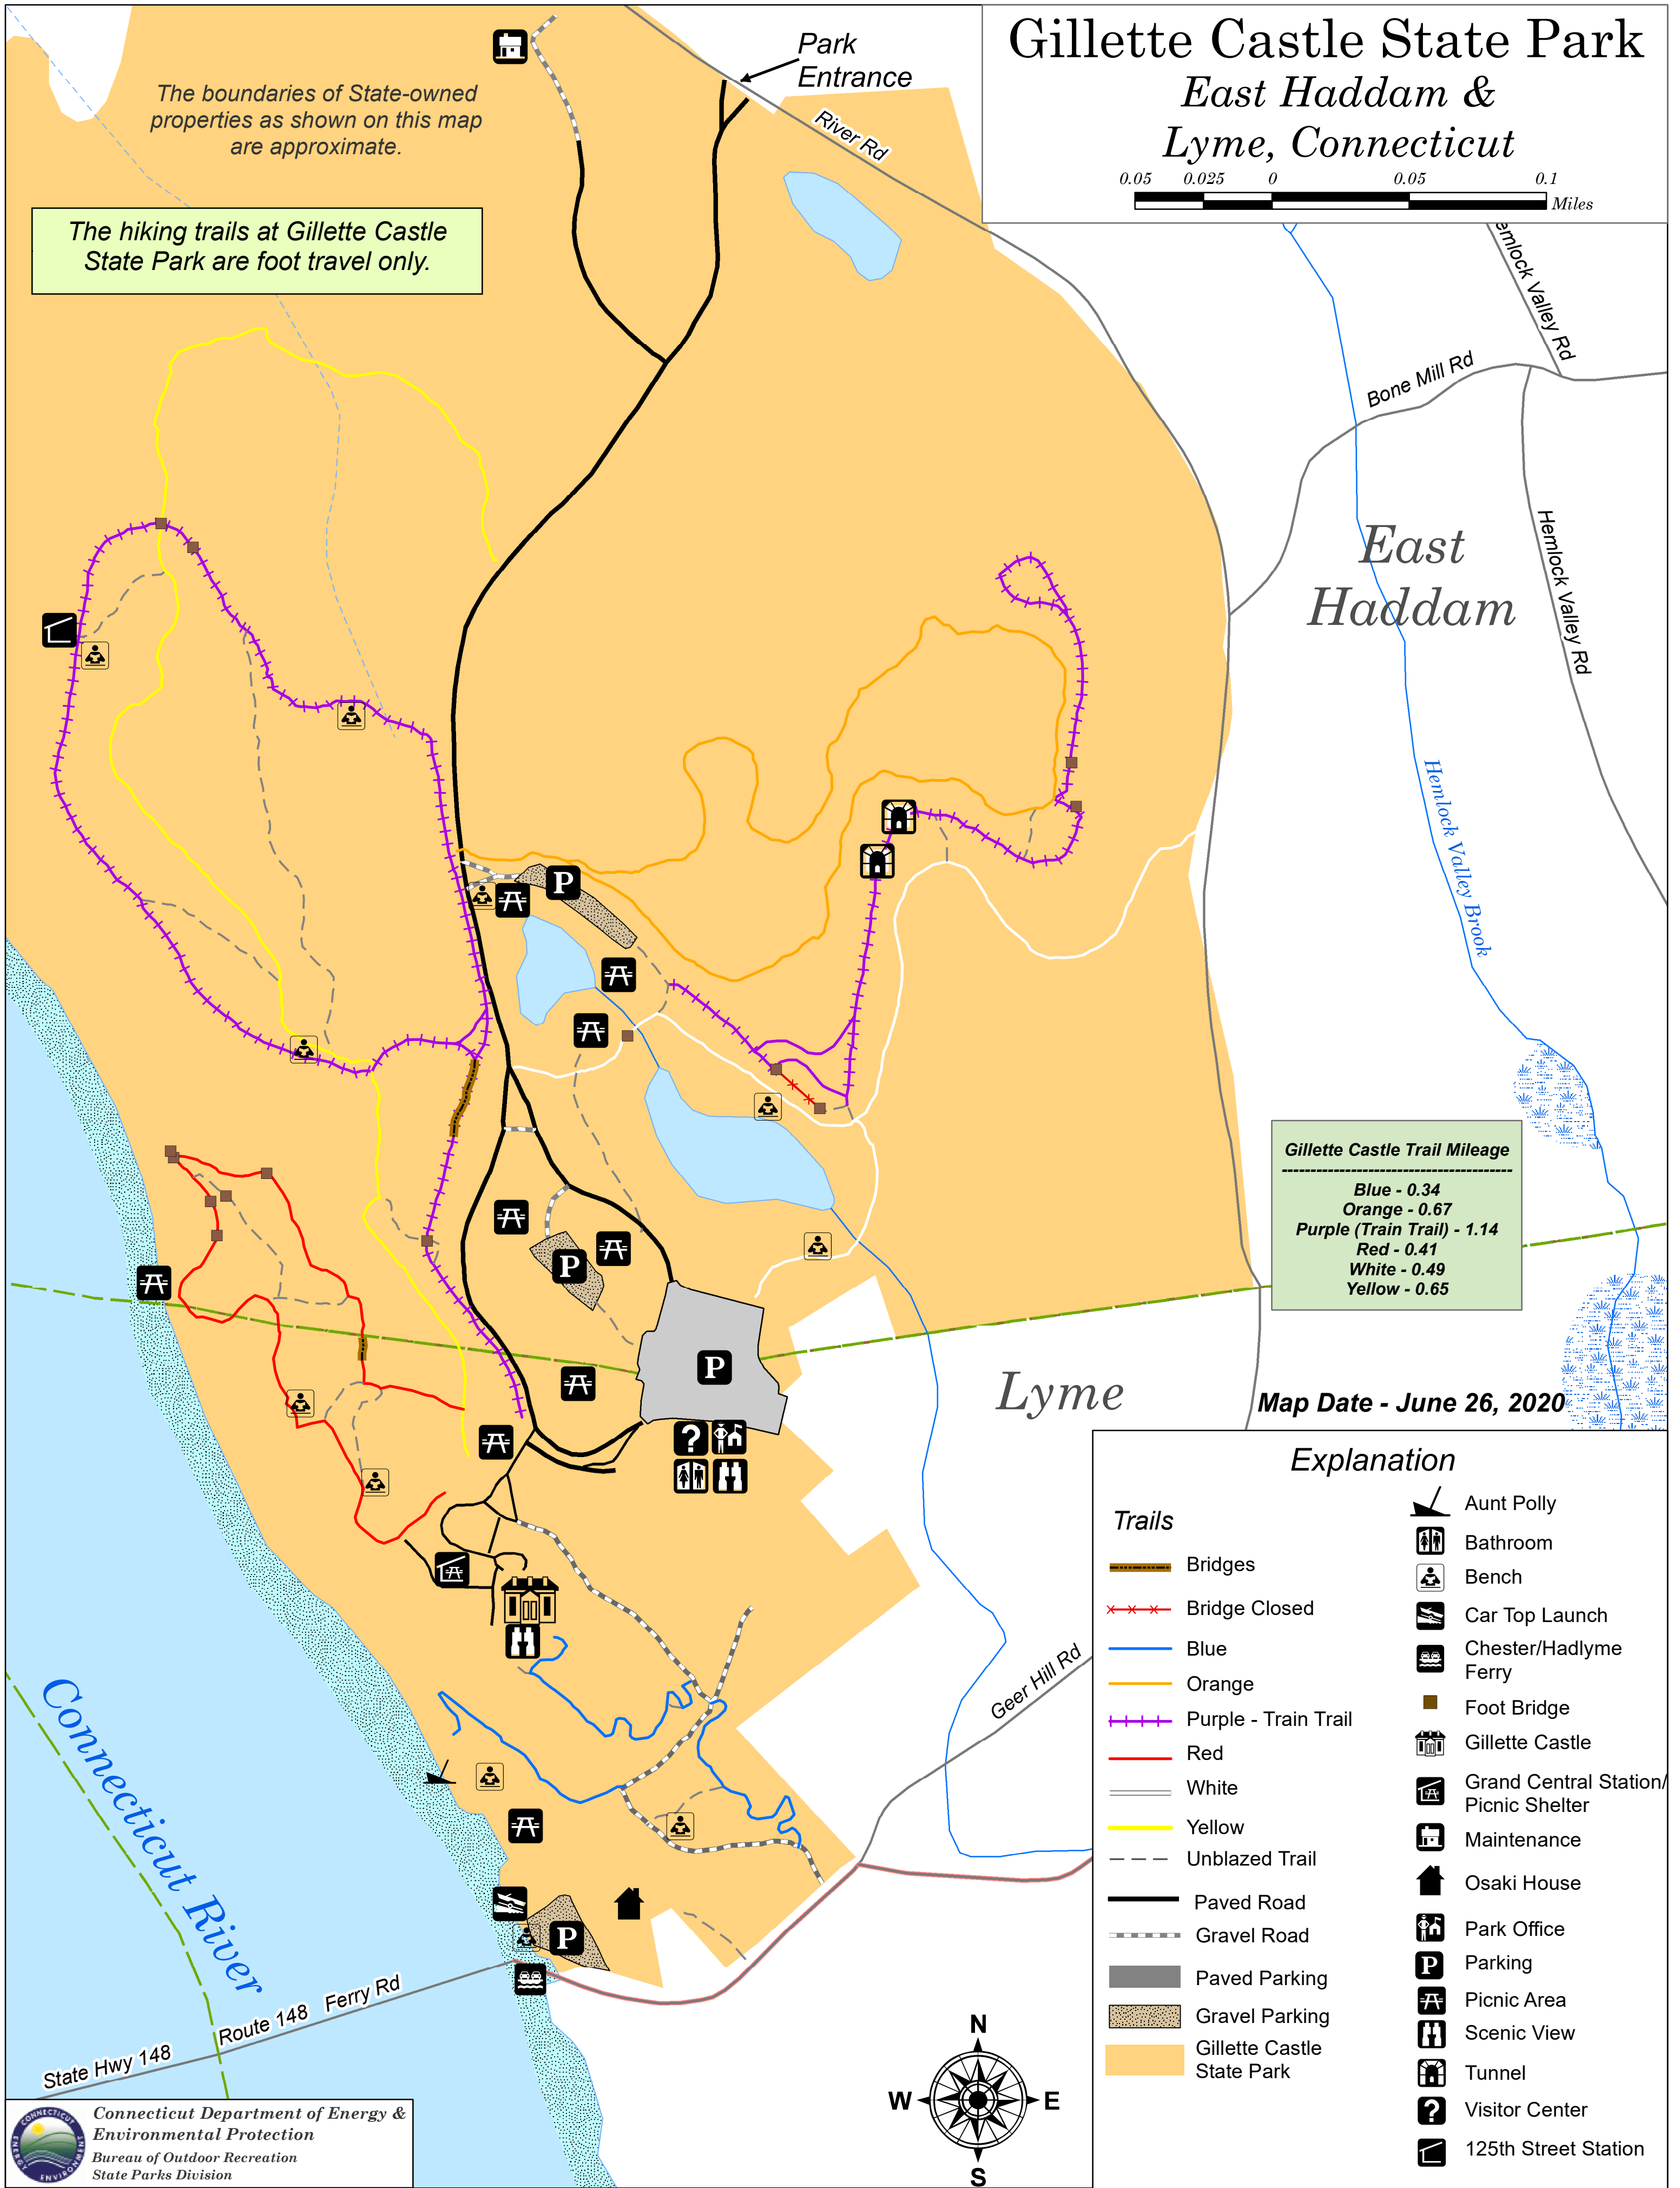 Gillette Castle State Park
East Haddam &
Lyme, Connecticut
0.05 0.025 0 0.05 0.1
Miles
Park
Entrance
River Rd
The boundaries of State-owned
properties as shown on this map
are approximate.
The hiking trails at Gillette Castle
State Park are foot travel only.
emlock Valley Rd
Bone Mill Rd
East
Haddam
Hemlock Valley Rd
Hemlock Valley Brook
P
Gillette Castle Trail Mileage
----------------------------------------
Blue - 0.34
Orange - 0.67
Purple (Train Trail) - 1.14
Red - 0.41
White - 0.49
Yellow - 0.65
P
P
Lyme
Map Date - June 26, 2020
?
Geer Hill Rd
Connecticut River
P
State Hwy 148
Route 148
Ferry Rd
N
W E
S
Explanation
Trails
Bridges
Bridge Closed
Blue
Orange
Purple - Train Trail
Red
White
Yellow
Unblazed Trail
Paved Road
Gravel Road
Paved Parking
Gravel Parking
Gillette Castle
State Park
Aunt Polly
Bathroom
Bench
Car Top Launch
Chester/Hadlyme
Ferry
Foot Bridge
Gillette Castle
Grand Central Station/
Picnic Shelter
Maintenance
Osaki House
Park Office
P Parking
Picnic Area
Scenic View
Tunnel
? Visitor Center
125th Street Station
CONNECTICUT
ENERGY
ENVIRONMENT
Connecticut Department of Energy &
Environmental Protection
Bureau of Outdoor Recreation
State Parks Division